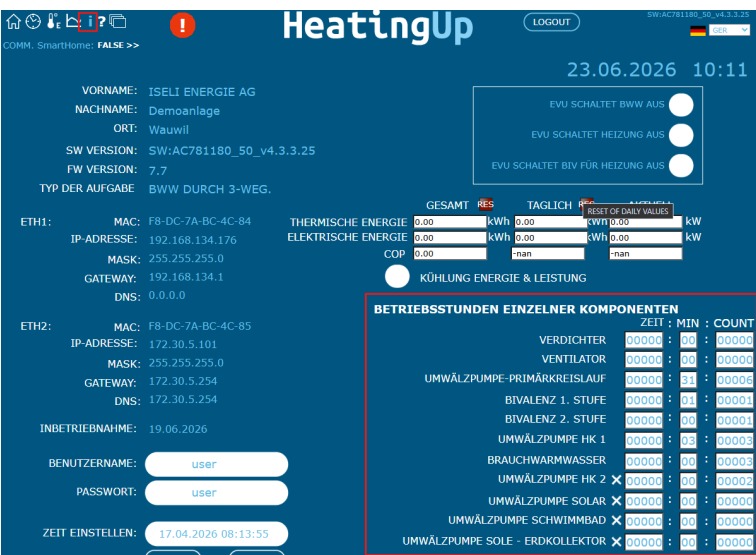 i ?
!
HeatingUp
LOGOUT
SW:AC781180_50_v4.3.3.25
GER
COMM. SmartHome: FALSE >>
23.06.2026 10:11
VORNAME: ISELI ENERGIE AG
NACHNAME: Demoanlage
ORT: Wauwil
SW VERSION: SW:AC781180_50_v4.3.3.25
FW VERSION: 7.7
TYP DER AUFGABE BWW DURCH 3-WEG.
EVU SCHALTET BWW AUS
EVU SCHALTET HEIZUNG AUS
EVU SCHALTET BIV FÜR HEIZUNG AUS
GESAMT RES TAGLICH RES
RESET OF DAILY VALUES
THERMISCHE ENERGIE 0.00 kWh 0.00 kWh 0.00 kW
ELEKTRISCHE ENERGIE 0.00 kWh 0.00 kWh 0.00 kW
COP 0.00 -nan -nan
KÜHLUNG ENERGIE & LEISTUNG
ETH1: MAC: F8-DC-7A-BC-4C-84
IP-ADRESSE: 192.168.134.176
MASK: 255.255.255.0
GATEWAY: 192.168.134.1
DNS: 0.0.0.0
ETH2: MAC: F8-DC-7A-BC-4C-85
IP-ADRESSE: 172.30.5.101
MASK: 255.255.255.0
GATEWAY: 172.30.5.254
DNS: 172.30.5.254
INBETRIEBNAHME: 19.06.2026
BENUTZERNAME: user
PASSWORT: user
ZEIT EINSTELLEN: 17.04.2026 08:13:55
BETRIEBSSTUNDEN EINZELNER KOMPONENTEN
ZEIT : MIN : COUNT
VERDICHTER 00000 : 00 : 00000
VENTILATOR 00000 : 00 : 00000
UMWÄLZPUMPE-PRIMÄRKREISLAUF 00000 : 31 : 00006
BIVALENZ 1. STUFE 00000 : 01 : 00001
BIVALENZ 2. STUFE 00000 : 00 : 00001
UMWÄLZPUMPE HK 1 00000 : 03 : 00003
BRAUCHWARMWASSER 00000 : 00 : 00003
UMWÄLZPUMPE HK 2 00000 : 00 : 00002
UMWÄLZPUMPE SOLAR 00000 : 00 : 00000
UMWÄLZPUMPE SCHWIMMBAD 00000 : 00 : 00000
UMWÄLZPUMPE SOLE - ERDKOLLEKTOR 00000 : 00 : 00000